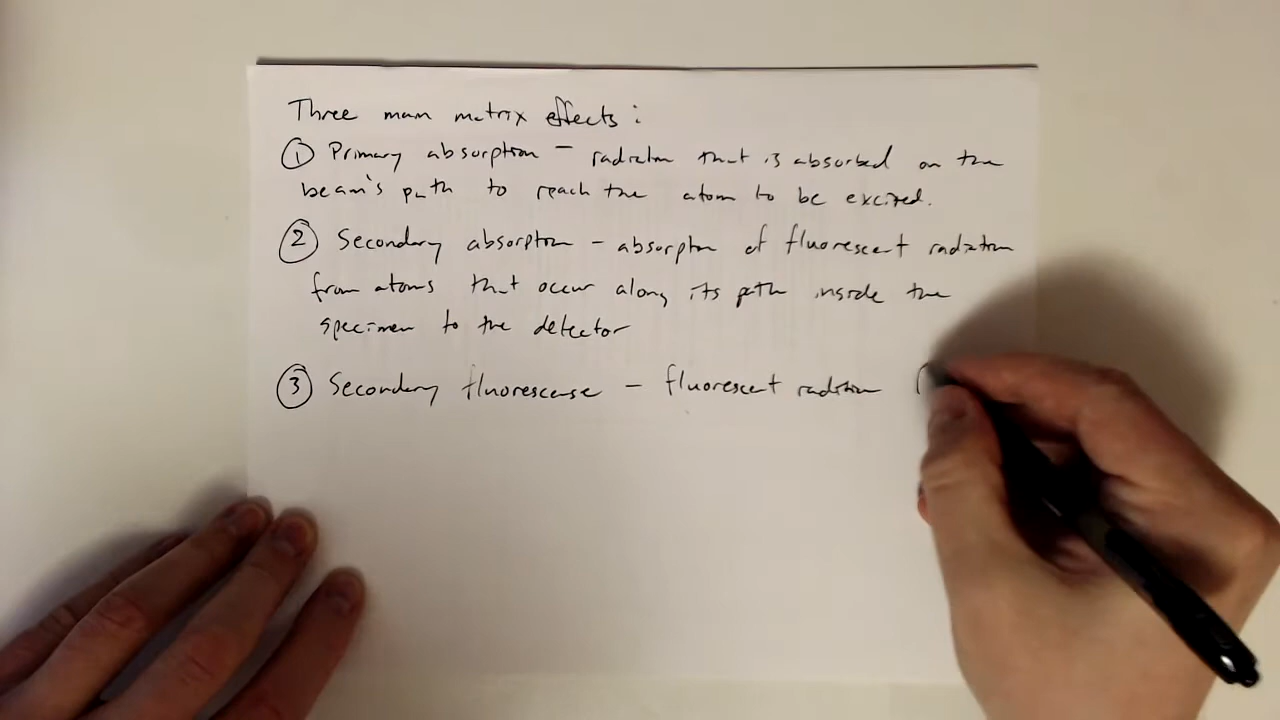 Three main matrix effects:
① Primary absorption - radiation that is absorbed on the
beam's path to reach the atom to be excited.
② Secondary absorption - absorption of fluorescent radiation
from atoms that occur along its path inside the
specimen to the detector
③ Secondary fluorescense - fluorescent radiation (